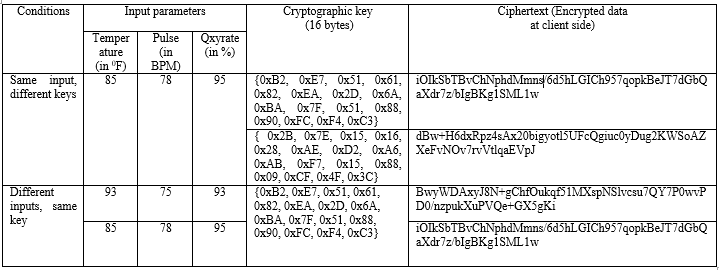 Conditions
Input parameters
Cryptographic key
(16 bytes)
Ciphertext (Encrypted data
at client side)
Temper
ature
(in ⁰F)
Pulse
(in
BPM)
Qxyrate
(in %)
Same input,
different keys
85
78
95
{0xB2, 0xE7, 0x51, 0x61,
0x82, 0xEA, 0x2D, 0x6A,
0xBA, 0x7F, 0x51, 0x88,
0x90, 0xFC, 0xF4, 0xC3}
iOIkSbTBvChNphdMmns/6d5hLGICh957qopkBeJT7dGbQ
aXdr7z/bIgBKg1SML1w
{ 0x2B, 0x7E, 0x15, 0x16,
0x28, 0xAE, 0xD2, 0xA6,
0xAB, 0xF7, 0x15, 0x88,
0x09, 0xCF, 0x4F, 0x3C}
dBw+H6dxRpz4sAx20bigyotl5UFcQgiuc0yDug2KWSoAZ
XeFvNOv7rvVtlqaEVpJ
Different
inputs, same
key
93
75
93
{0xB2, 0xE7, 0x51, 0x61,
0x82, 0xEA, 0x2D, 0x6A,
0xBA, 0x7F, 0x51, 0x88,
0x90, 0xFC, 0xF4, 0xC3}
BwyWDAxyJ8N+gChfOukqf51MXspNSlvcsu7QY7P0wvP
D0/nzpukXuPVQe+GX5gKi
85
78
95
iOIkSbTBvChNphdMmns/6d5hLGICh957qopkBeJT7dGbQ
aXdr7z/bIgBKg1SML1w